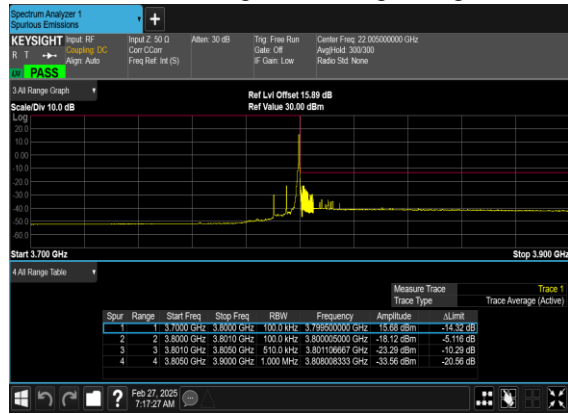 Spectrum Analyzer 1
Spurious Emissions
KEYSIGHT Input: RF Input Z: 50 Ω Atten: 30 dB Trig: Free Run Center Freq: 22.005000000 GHz
R T Coupling: DC Corr CCorr Gate: Off Avg|Hold: 300/300
Align: Auto Freq Ref: Int (S) IF Gain: Low Radio Std: None
PASS
3 All Range Graph
Ref Lvl Offset 15.89 dB
Scale/Div 10.0 dB Ref Value 30.00 dBm
Log
20.0
10.0
0.00
-10.0
-20.0
-30.0
-40.0
-50.0
-60.0
Start 3.700 GHz Stop 3.900 GHz
4 All Range Table
Measure Trace Trace 1
Trace Type Trace Average (Active)
Spur Range Start Freq Stop Freq RBW Frequency Amplitude ΔLimit
1 1 3.7000 GHz 3.8000 GHz 100.0 kHz 3.799500000 GHz 15.68 dBm -14.32 dB
2 2 3.8000 GHz 3.8010 GHz 100.0 kHz 3.800005000 GHz -18.12 dBm -5.116 dB
3 3 3.8010 GHz 3.8050 GHz 510.0 kHz 3.801106667 GHz -23.29 dBm -10.29 dB
4 4 3.8050 GHz 3.9000 GHz 1.000 MHz 3.808008333 GHz -33.56 dBm -20.56 dB
? Feb 27, 2025
7:17:27 AM